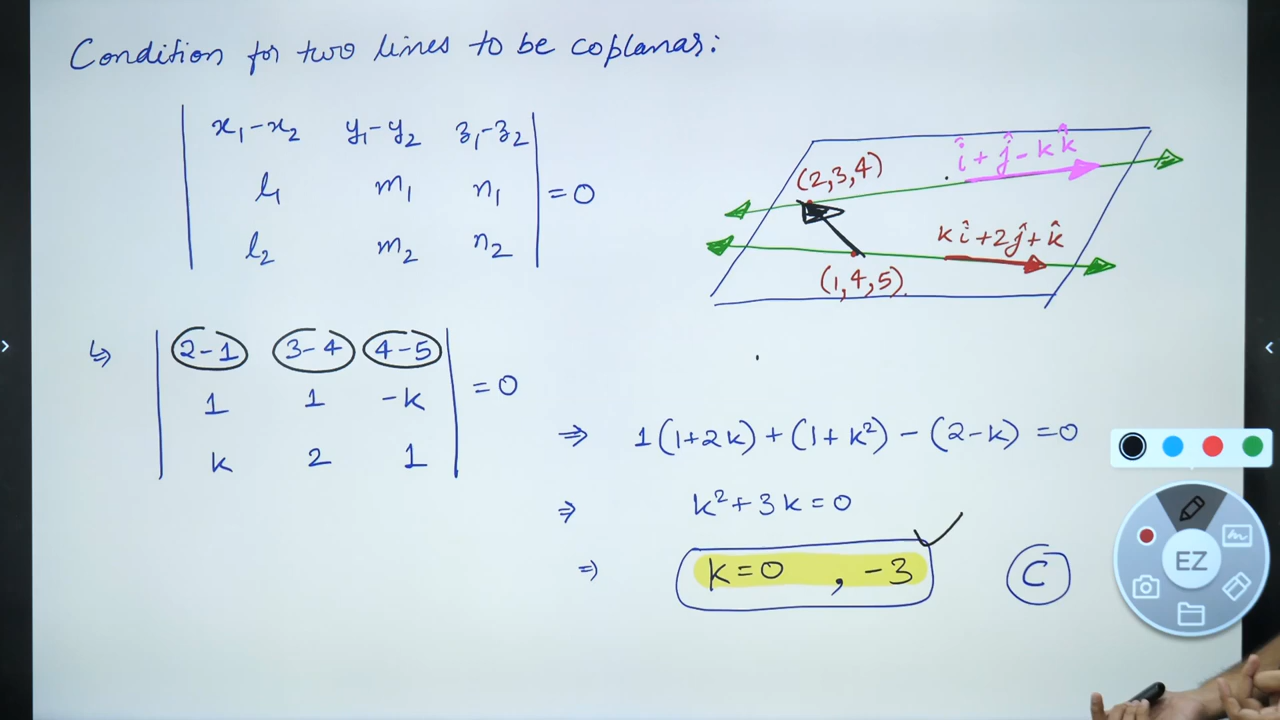 Condition for two lines to be coplanar:
| x₁-x₂ y₁-y₂ z₁-z₂ |
| l₁ m₁ n₁ | = 0
| l₂ m₂ n₂ |
î+ĵ-kk̂
(2,3,4)
kî+2ĵ+k̂
(1,4,5)
↳ | 2-1 3-4 4-5 |
| 1 1 -k | = 0
| k 2 1 |
⇒ 1(1+2k)+(1+k²)-(2-k)=0
⇒ k²+3k=0
⇒ k=0 , -3
C
EZ